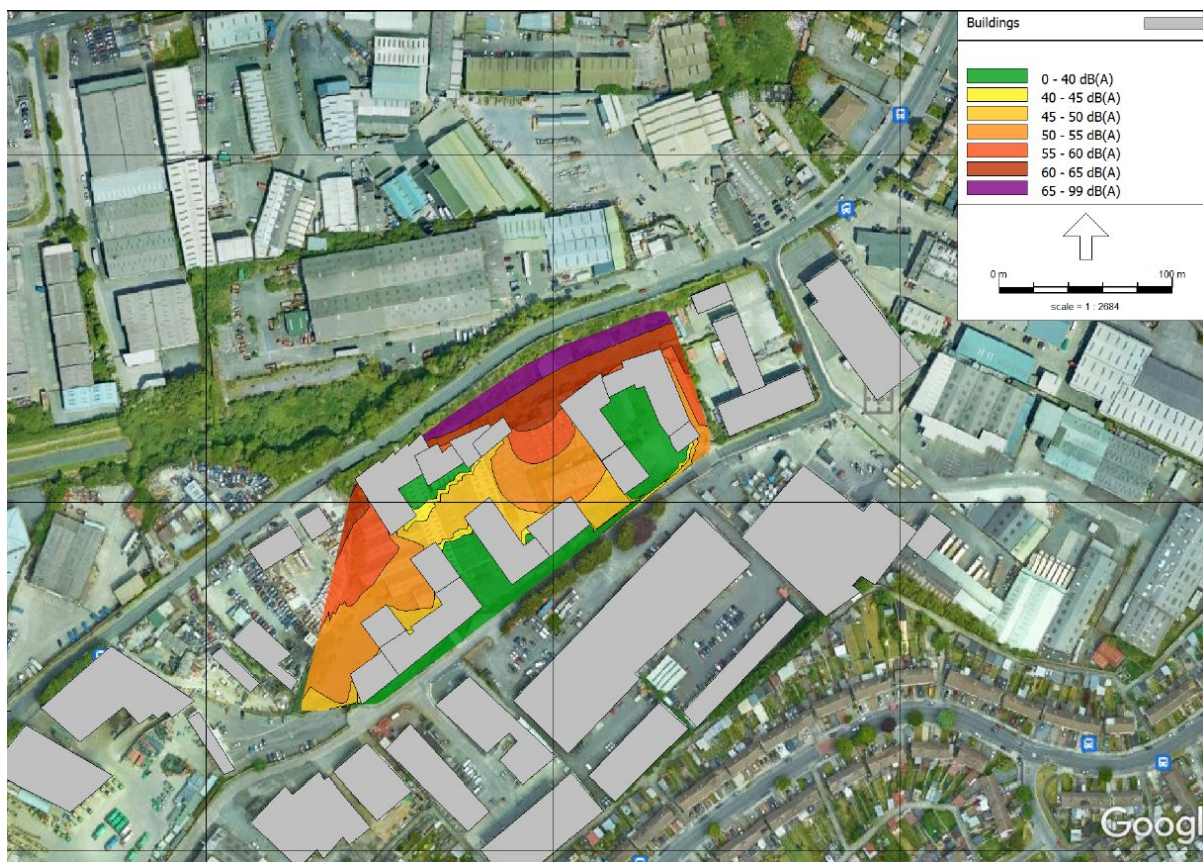 Buildings
0 - 40 dB(A)
40 - 45 dB(A)
45 - 50 dB(A)
50 - 55 dB(A)
55 - 60 dB(A)
60 - 65 dB(A)
65 - 99 dB(A)
0 m 100 m
scale = 1 : 2684
Googl